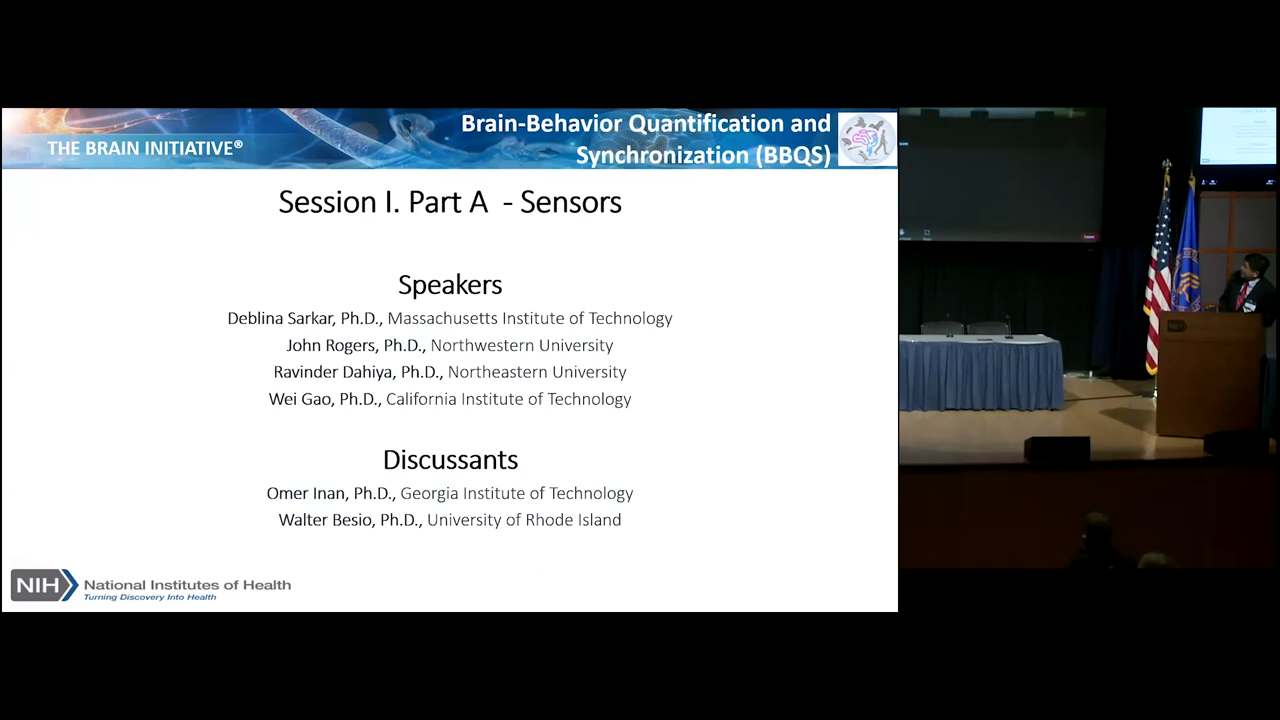 THE BRAIN INITIATIVE®
Brain-Behavior Quantification and
Synchronization (BBQS)
Session I. Part A - Sensors
Speakers
Deblina Sarkar, Ph.D., Massachusetts Institute of Technology
John Rogers, Ph.D., Northwestern University
Ravinder Dahiya, Ph.D., Northeastern University
Wei Gao, Ph.D., California Institute of Technology
Discussants
Omer Inan, Ph.D., Georgia Institute of Technology
Walter Besio, Ph.D., University of Rhode Island
NIH
National Institutes of Health
Turning Discovery Into Health
NIH